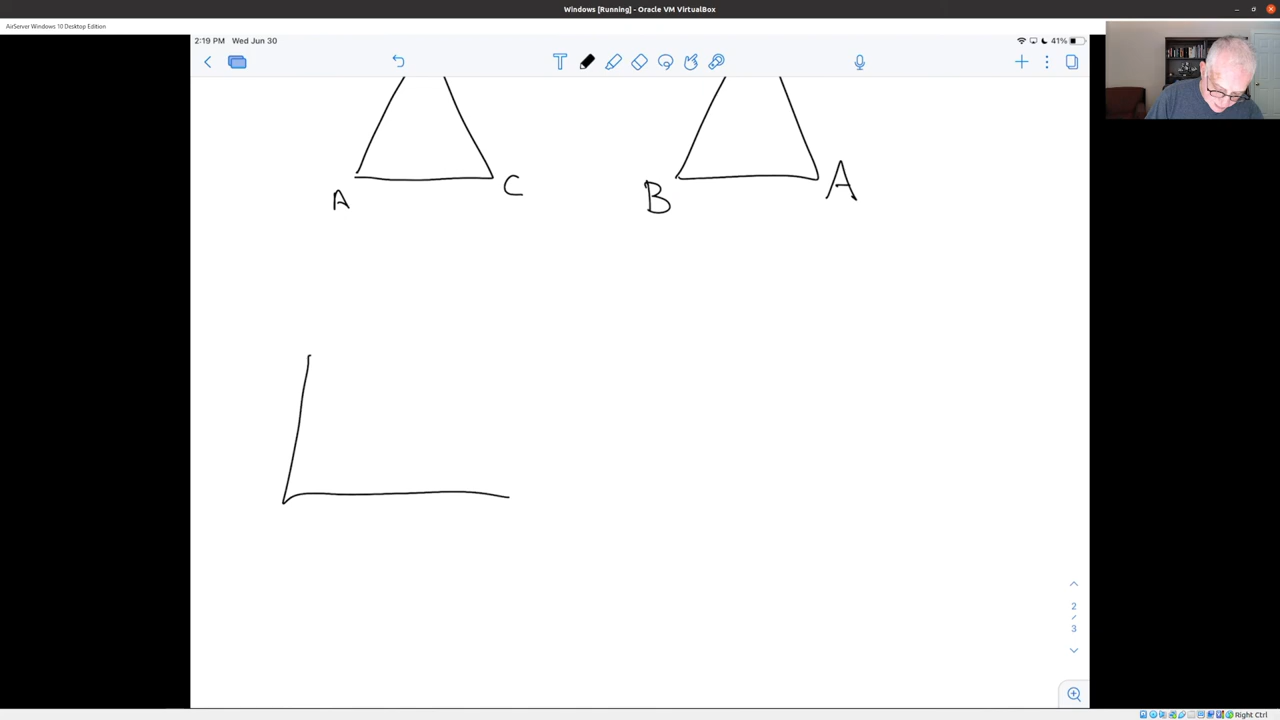 Windows [Running] - Oracle VM VirtualBox
AirServer Windows 10 Desktop Edition
2:19 PM Wed Jun 30
41%
T
A C B A
2
/
3
Right Ctrl